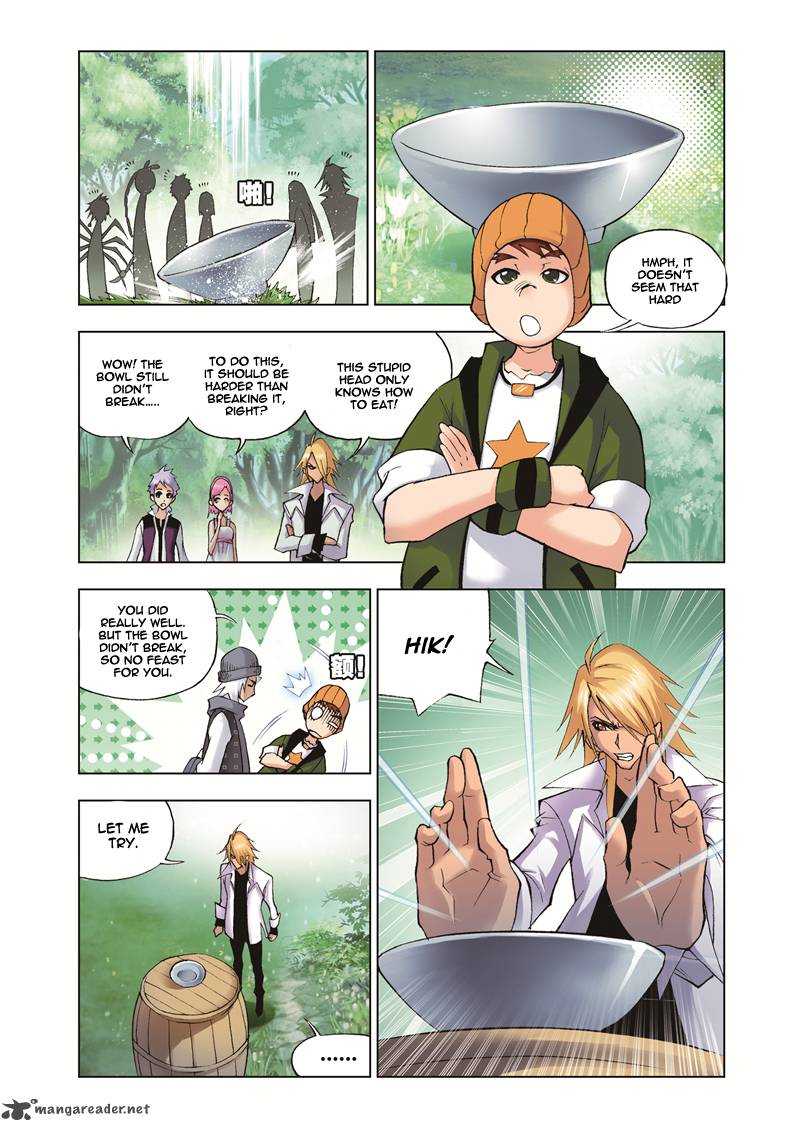 啪!
HMPH, IT
DOESN'T
SEEM THAT
HARD
WOW! THE
BOWL STILL
DIDN'T
BREAK.....
TO DO THIS,
IT SHOULD BE
HARDER THAN
BREAKING IT,
RIGHT?
THIS STUPID
HEAD ONLY
KNOWS HOW
TO EAT!
YOU DID
REALLY WELL.
BUT THE BOWL
DIDN'T BREAK,
SO NO FEAST
FOR YOU.
额!
HIK!
LET ME
TRY.
......
mangareader.net